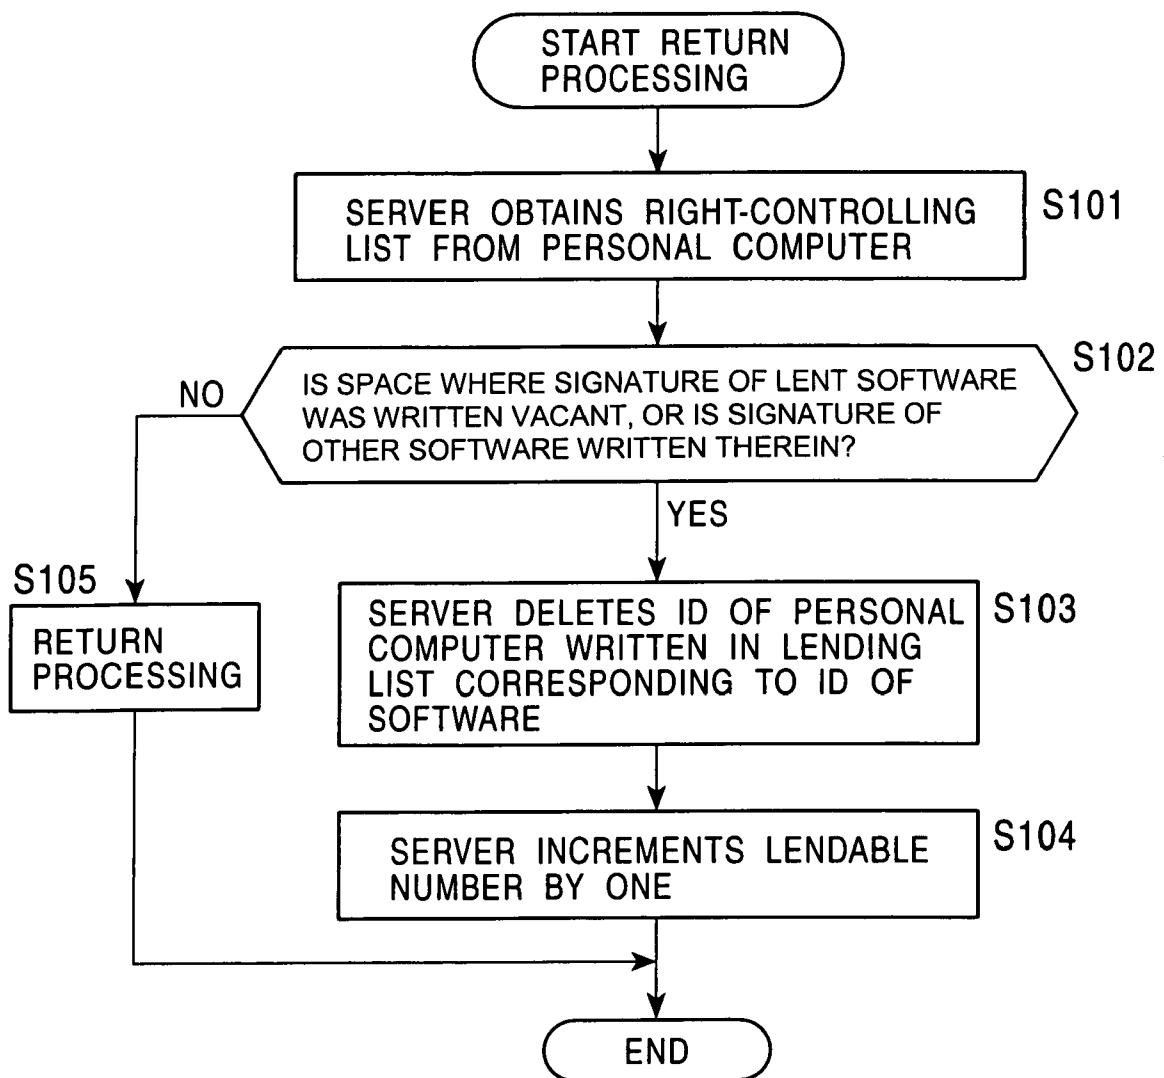 START RETURN
PROCESSING
SERVER OBTAINS RIGHT-CONTROLLING
LIST FROM PERSONAL COMPUTER
S101
S102
IS SPACE WHERE SIGNATURE OF LENT SOFTWARE
WAS WRITTEN VACANT, OR IS SIGNATURE OF
OTHER SOFTWARE WRITTEN THEREIN?
NO
YES
S105
RETURN
PROCESSING
SERVER DELETES ID OF PERSONAL
COMPUTER WRITTEN IN LENDING
LIST CORRESPONDING TO ID OF
SOFTWARE
S103
SERVER INCREMENTS LENDABLE
NUMBER BY ONE
S104
END